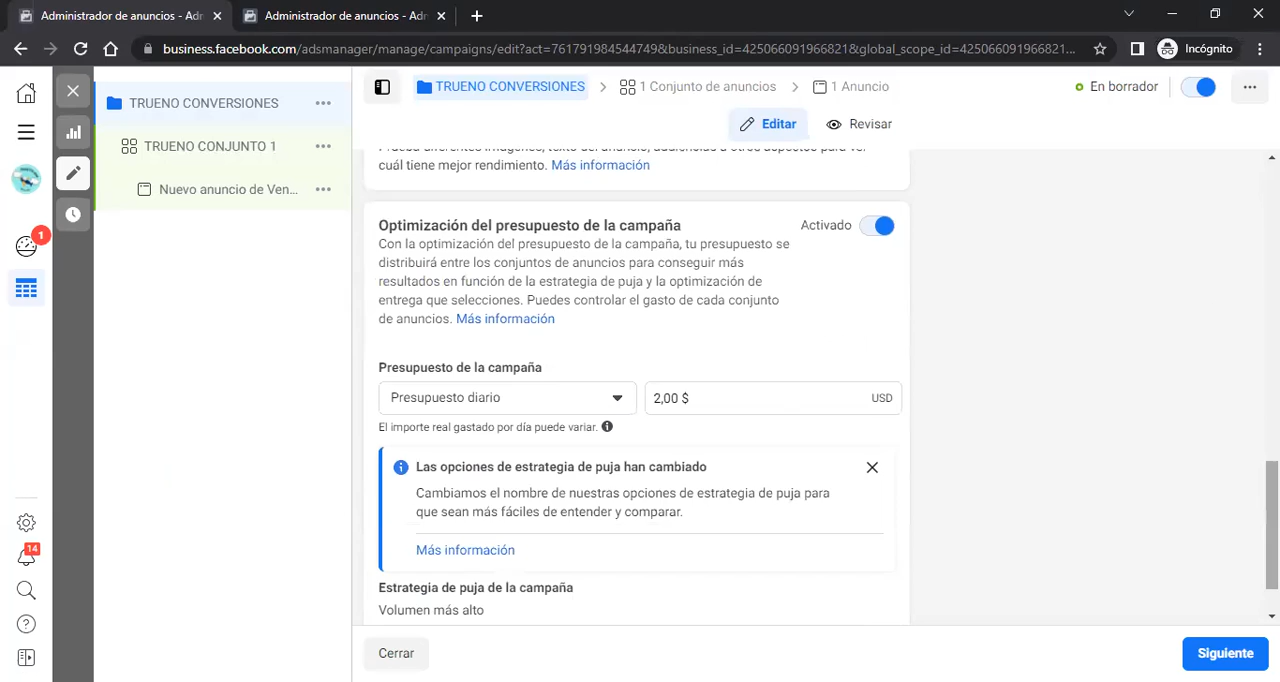 Administrador de anuncios - Adr
Administrador de anuncios - Adn
business.facebook.com/adsmanager/manage/campaigns/edit?act=761791984544749&business_id=425066091966821&global_scope_id=425066091966821...
Incógnito
TRUENO CONVERSIONES
TRUENO CONJUNTO 1
Nuevo anuncio de Ven...
1
14
TRUENO CONVERSIONES
1 Conjunto de anuncios
1 Anuncio
En borrador
Editar
Revisar
cuál tiene mejor rendimiento. Más información
Optimización del presupuesto de la campaña
Activado
Con la optimización del presupuesto de la campaña, tu presupuesto se
distribuirá entre los conjuntos de anuncios para conseguir más
resultados en función de la estrategia de puja y la optimización de
entrega que selecciones. Puedes controlar el gasto de cada conjunto
de anuncios. Más información
Presupuesto de la campaña
Presupuesto diario
2,00 $
USD
El importe real gastado por día puede variar.
Las opciones de estrategia de puja han cambiado
Cambiamos el nombre de nuestras opciones de estrategia de puja para
que sean más fáciles de entender y comparar.
Más información
Estrategia de puja de la campaña
Volumen más alto
Cerrar
Siguiente